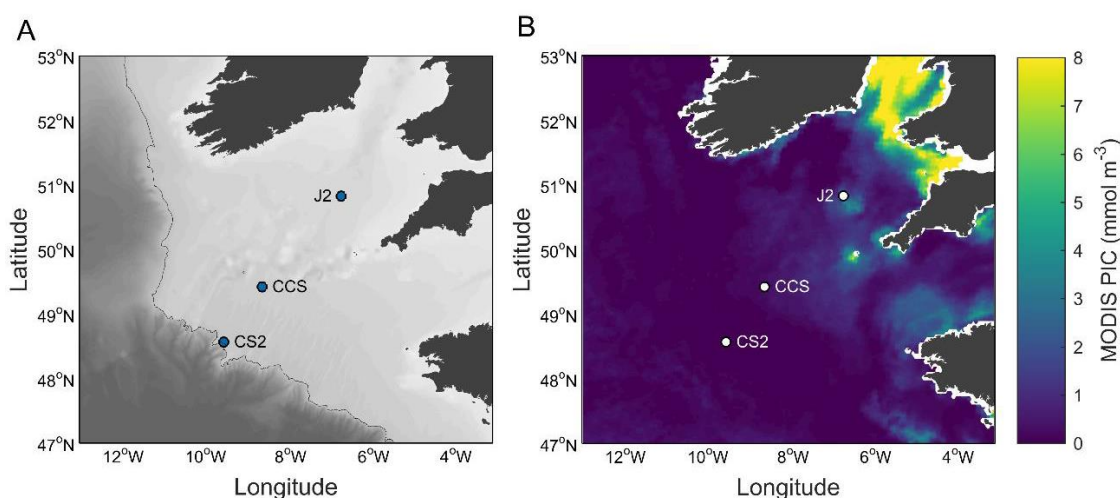 A
B
53°N
52°N
51°N
50°N
49°N
48°N
47°N
Latitude
12°W
10°W
8°W
6°W
4°W
Longitude
J2
CCS
CS2
53°N
52°N
51°N
50°N
49°N
48°N
47°N
Latitude
12°W
10°W
8°W
6°W
4°W
Longitude
J2
CCS
CS2
8
7
6
5
4
3
2
1
0
MODIS PIC (mmol m⁻³)